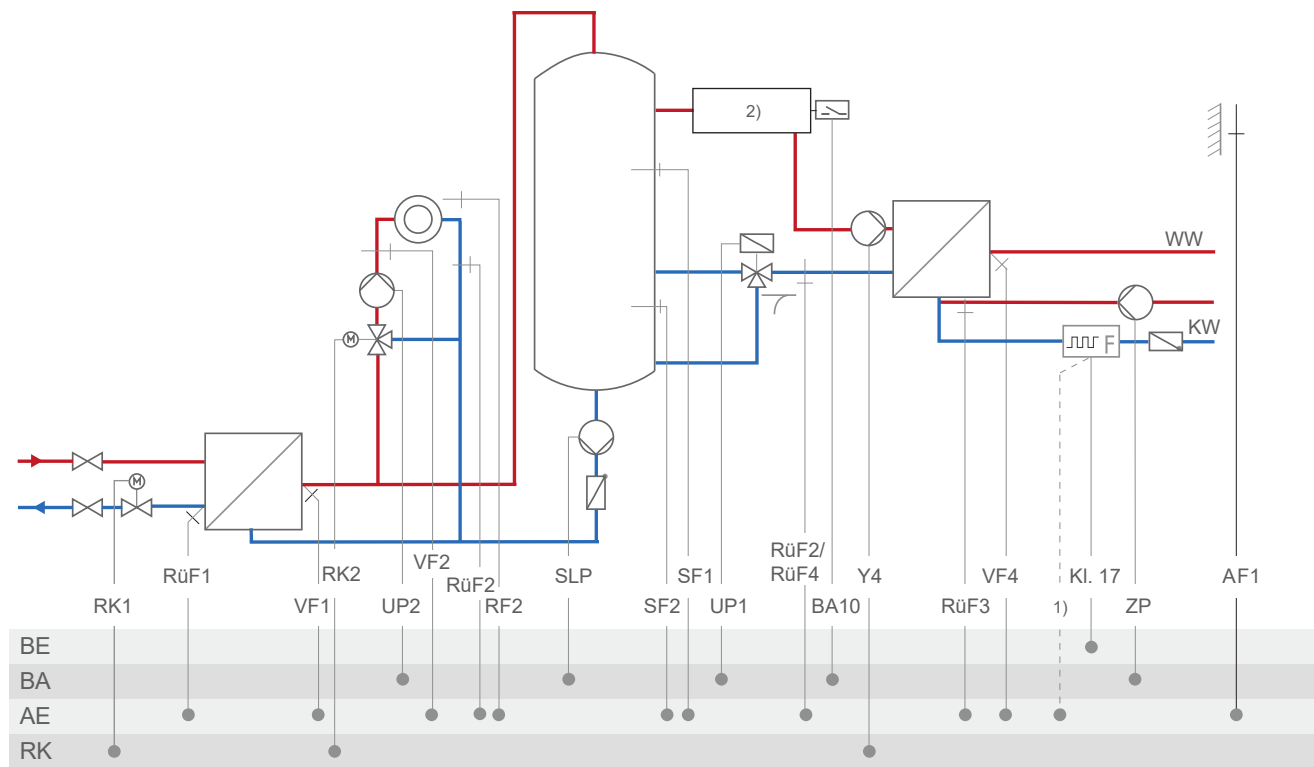 2)
WW
KW
F
M
M
RüF1
RK2
VF2
RüF2
SLP
SF1
RüF2/
RüF4
Y4
VF4
Kl. 17
AF1
RK1
VF1
UP2
RF2
SF2
UP1
BA10
RüF3
1)
ZP
BE
BA
AE
RK